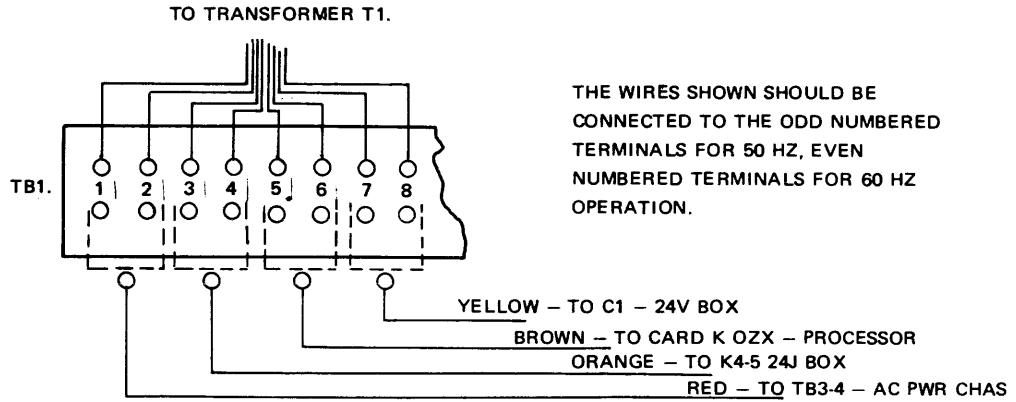 TO TRANSFORMER T1.
THE WIRES SHOWN SHOULD BE
CONNECTED TO THE ODD NUMBERED
TERMINALS FOR 50 HZ, EVEN
NUMBERED TERMINALS FOR 60 HZ
OPERATION.
TB1.
1 2 3 4 5 6 7 8
YELLOW – TO C1 – 24V BOX
BROWN – TO CARD K OZX – PROCESSOR
ORANGE – TO K4-5 24J BOX
RED – TO TB3-4 – AC PWR CHAS